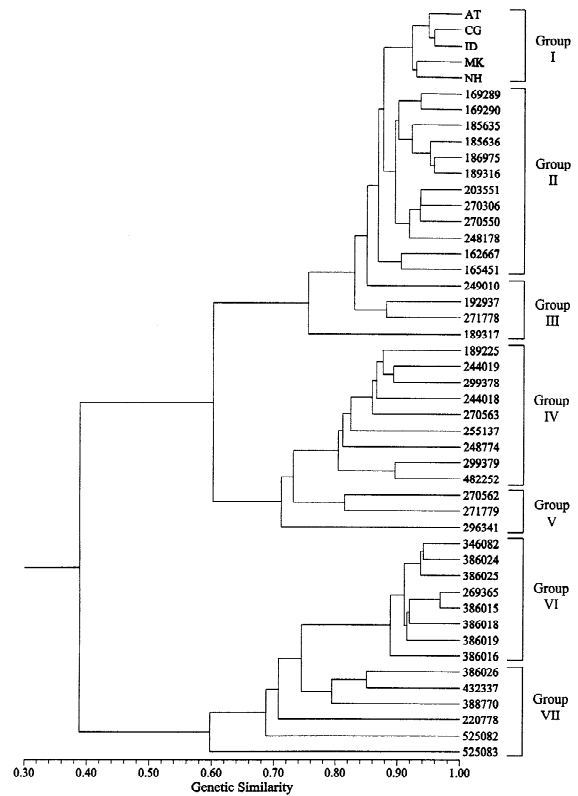 AT
CG
ID
MK
NH
Group
I
169289
169290
185635
185636
186975
189316
203551
270306
270550
248178
162667
165451
Group
II
249010
192937
271778
189317
Group
III
189225
244019
299378
244018
270563
255137
248774
299379
482252
Group
IV
270562
271779
296341
Group
V
346082
386024
386025
269365
386015
386018
386019
386016
Group
VI
386026
432337
388770
220778
525082
525083
Group
VII
0.30 0.40 0.50 0.60 0.70 0.80 0.90 1.00
Genetic Similarity